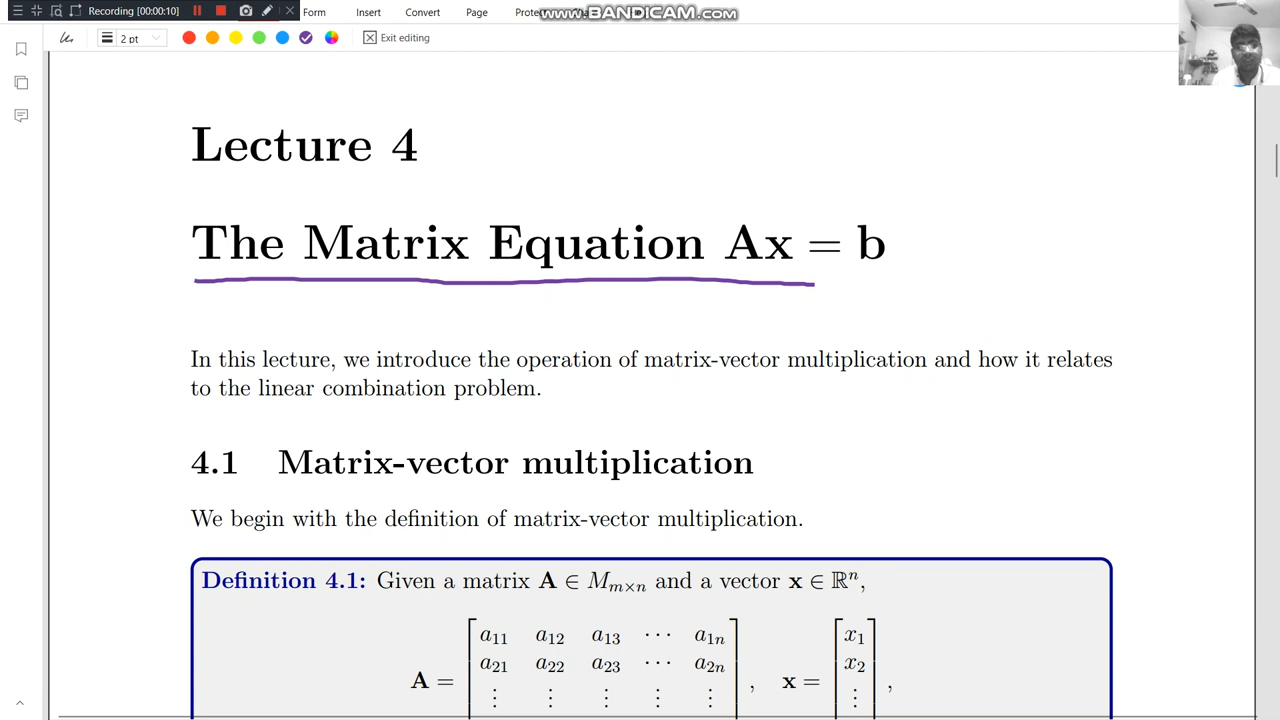 Recording [00:00:10]
Form Insert Convert Page Prote
www.BANDICAM.com
2 pt
Exit editing
Lecture 4
The Matrix Equation Ax = b
In this lecture, we introduce the operation of matrix-vector multiplication and how it relates
to the linear combination problem.
4.1 Matrix-vector multiplication
We begin with the definition of matrix-vector multiplication.
Definition 4.1: Given a matrix A ∈ M_{m×n} and a vector x ∈ ℝⁿ,
a₁₁ a₁₂ a₁₃ ⋯ a₁ₙ x₁
a₂₁ a₂₂ a₂₃ ⋯ a₂ₙ x₂
A = ⋮ ⋮ ⋮ ⋮ ⋮ , x = ⋮ ,